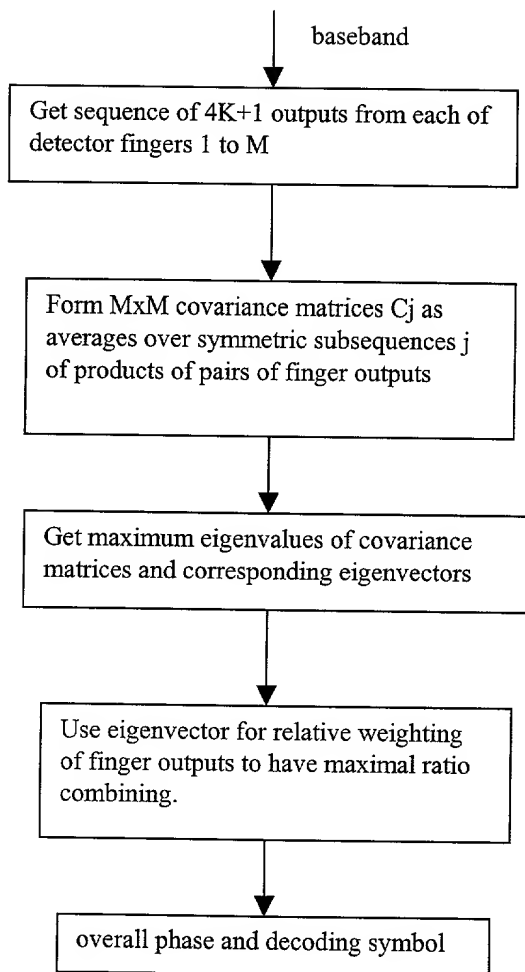 baseband
Get sequence of 4K+1 outputs from each of
detector fingers 1 to M
Form MxM covariance matrices Cj as
averages over symmetric subsequences j
of products of pairs of finger outputs
Get maximum eigenvalues of covariance
matrices and corresponding eigenvectors
Use eigenvector for relative weighting
of finger outputs to have maximal ratio
combining.
overall phase and decoding symbol